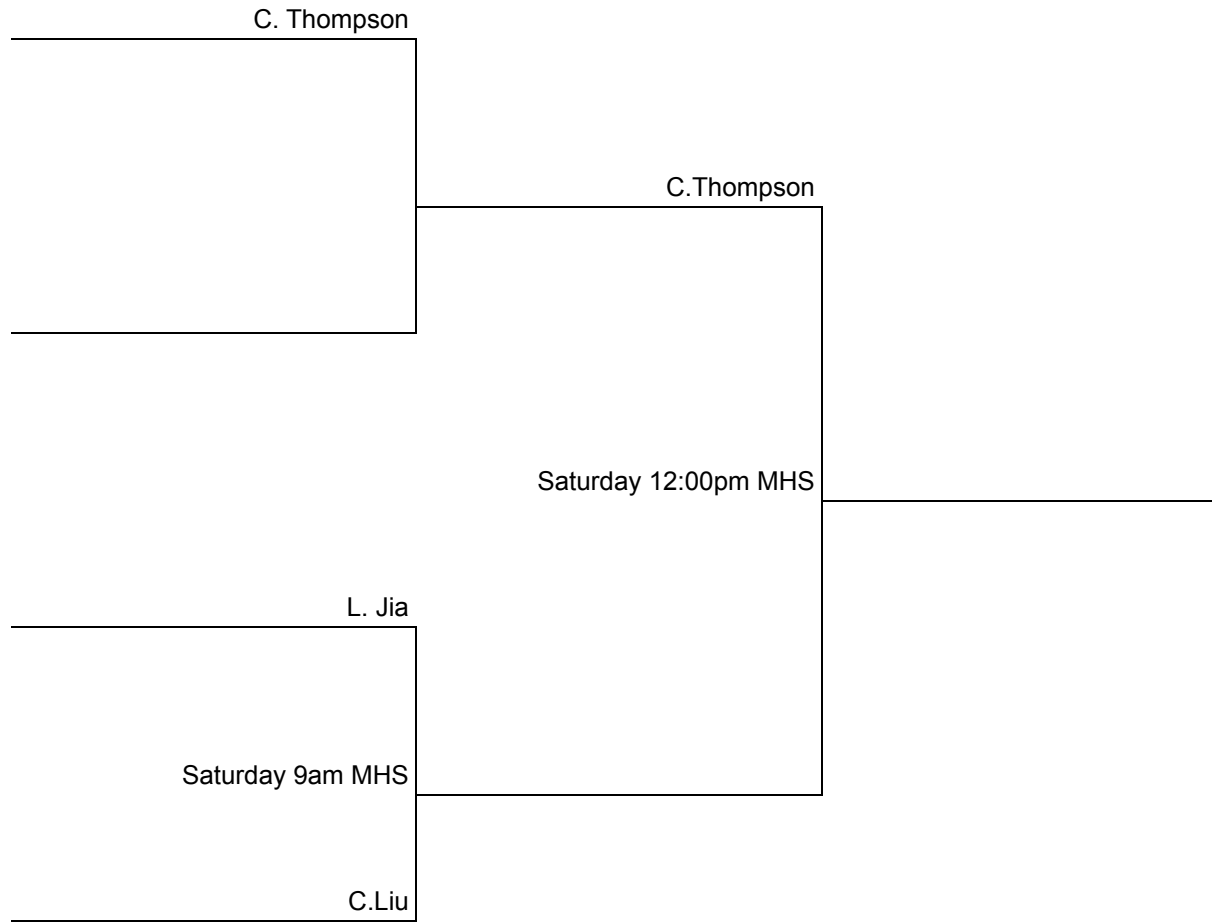 C. Thompson
C.Thompson
Saturday 12:00pm MHS
L. Jia
Saturday 9am MHS
C.Liu